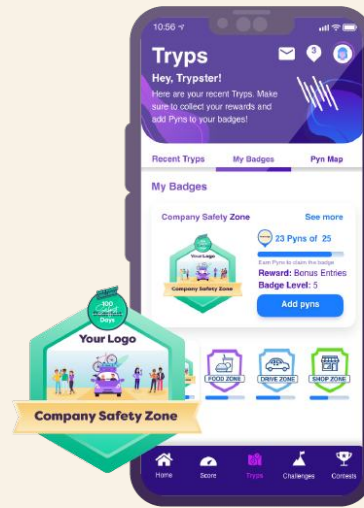 10:56
Tryps
3
Hey, Trypster!
Here are your recent Tryps. Make
sure to collect your rewards and
add Pyns to your badges!
Recent Tryps
My Badges
Pyn Map
My Badges
Company Safety Zone
See more
23 Pyns of 25
Earn Pyns to claim the badge
Reward: Bonus Entries
Badge Level: 5
Add pyns
Your Logo
Company Safety Zone
100
Days
Your Logo
Company Safety Zone
FOOD ZONE
DRIVE ZONE
SHOP ZONE
Home
Score
Tryps
Challenges
Contests